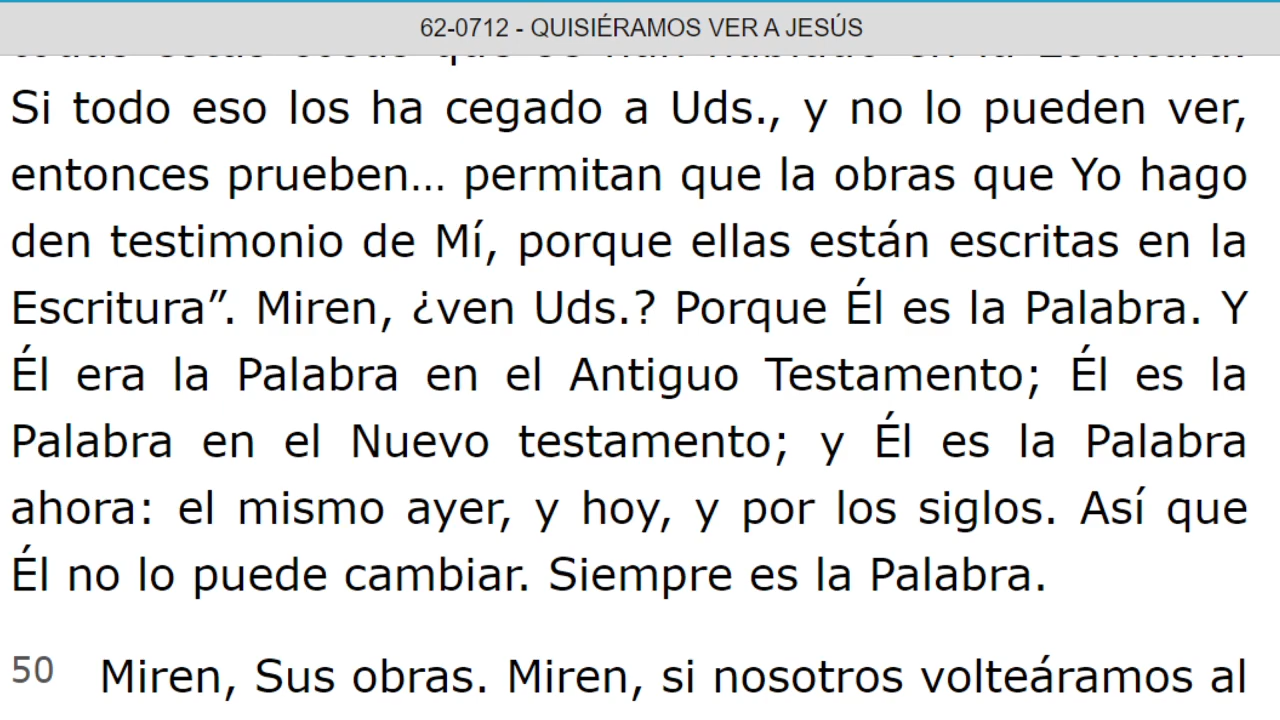 62-0712 - QUISIÉRAMOS VER A JESÚS
Si todo eso los ha cegado a Uds., y no lo pueden ver,
entonces prueben... permitan que la obras que Yo hago
den testimonio de Mí, porque ellas están escritas en la
Escritura”. Miren, ¿ven Uds.? Porque Él es la Palabra. Y
Él era la Palabra en el Antiguo Testamento; Él es la
Palabra en el Nuevo testamento; y Él es la Palabra
ahora: el mismo ayer, y hoy, y por los siglos. Así que
Él no lo puede cambiar. Siempre es la Palabra.
50 Miren, Sus obras. Miren, si nosotros volteáramos al